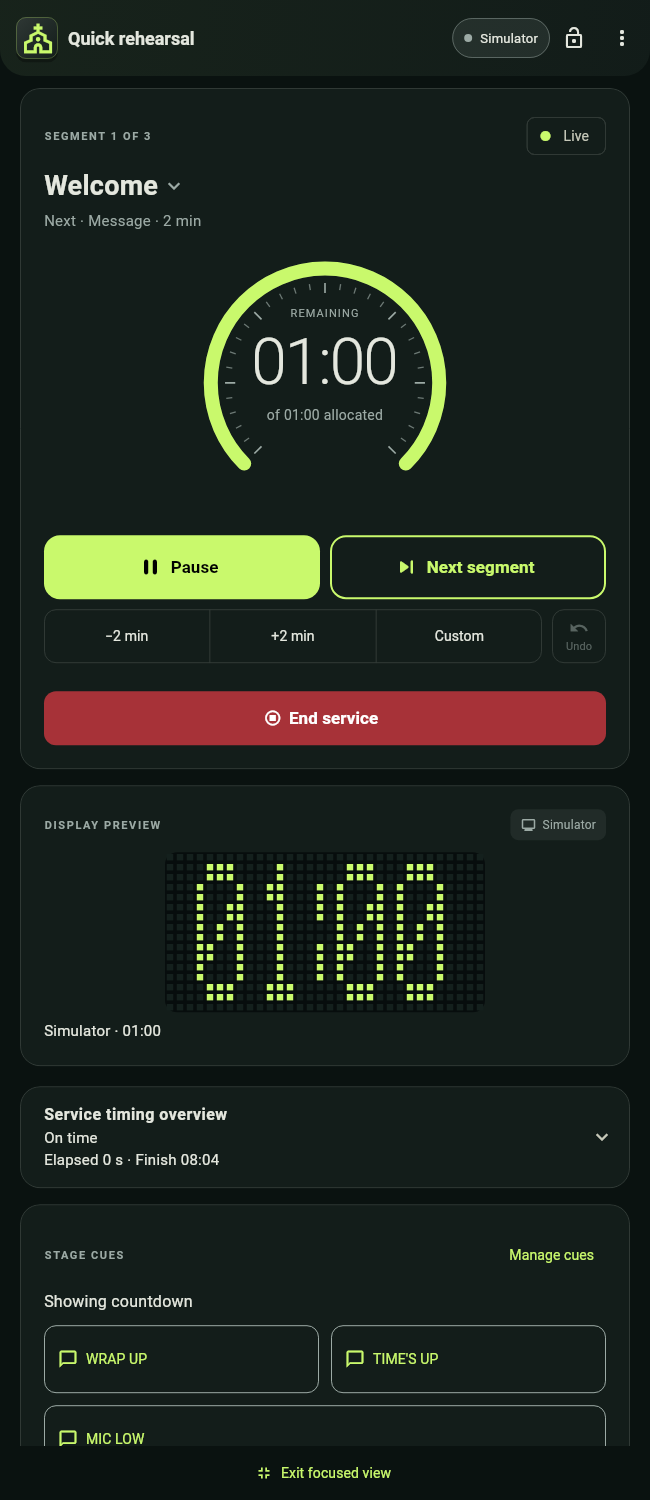 Quick rehearsal
Simulator
SEGMENT 1 OF 3
Live
Welcome
Next · Message · 2 min
REMAINING
01:00
of 01:00 allocated
Pause
Next segment
−2 min
+2 min
Custom
Undo
End service
DISPLAY PREVIEW
Simulator
01:00
Simulator · 01:00
Service timing overview
On time
Elapsed 0 s · Finish 08:04
STAGE CUES
Manage cues
Showing countdown
WRAP UP
TIME'S UP
MIC LOW
Exit focused view